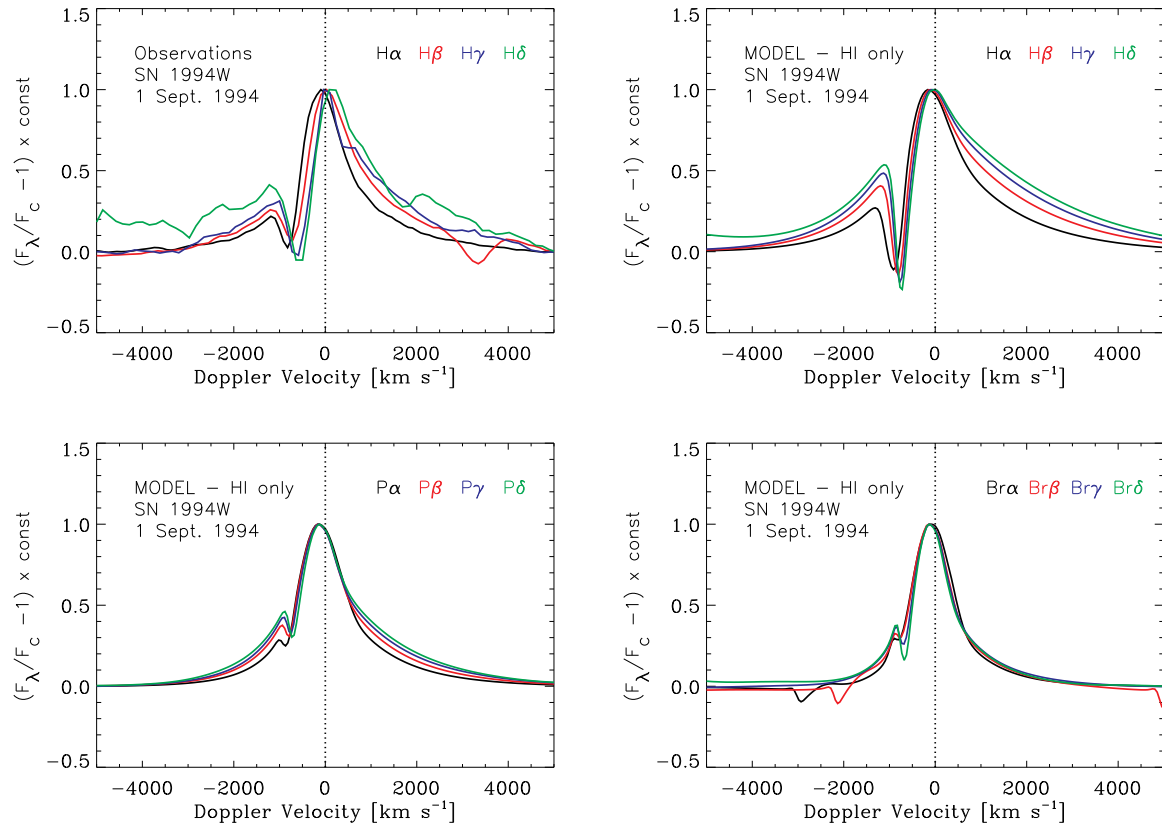 1.5
1.0
0.5
0.0
−0.5
(Fλ/F_C −1) x const
Observations
SN 1994W
1 Sept. 1994
Hα Hβ Hγ Hδ
−4000 −2000 0 2000 4000
Doppler Velocity [km s⁻¹]
1.5
1.0
0.5
0.0
−0.5
(Fλ/F_C −1) x const
MODEL − HI only
SN 1994W
1 Sept. 1994
Hα Hβ Hγ Hδ
−4000 −2000 0 2000 4000
Doppler Velocity [km s⁻¹]
1.5
1.0
0.5
0.0
−0.5
(Fλ/F_C −1) x const
MODEL − HI only
SN 1994W
1 Sept. 1994
Pα Pβ Pγ Pδ
−4000 −2000 0 2000 4000
Doppler Velocity [km s⁻¹]
1.5
1.0
0.5
0.0
−0.5
(Fλ/F_C −1) x const
MODEL − HI only
SN 1994W
1 Sept. 1994
Brα Brβ Brγ Brδ
−4000 −2000 0 2000 4000
Doppler Velocity [km s⁻¹]